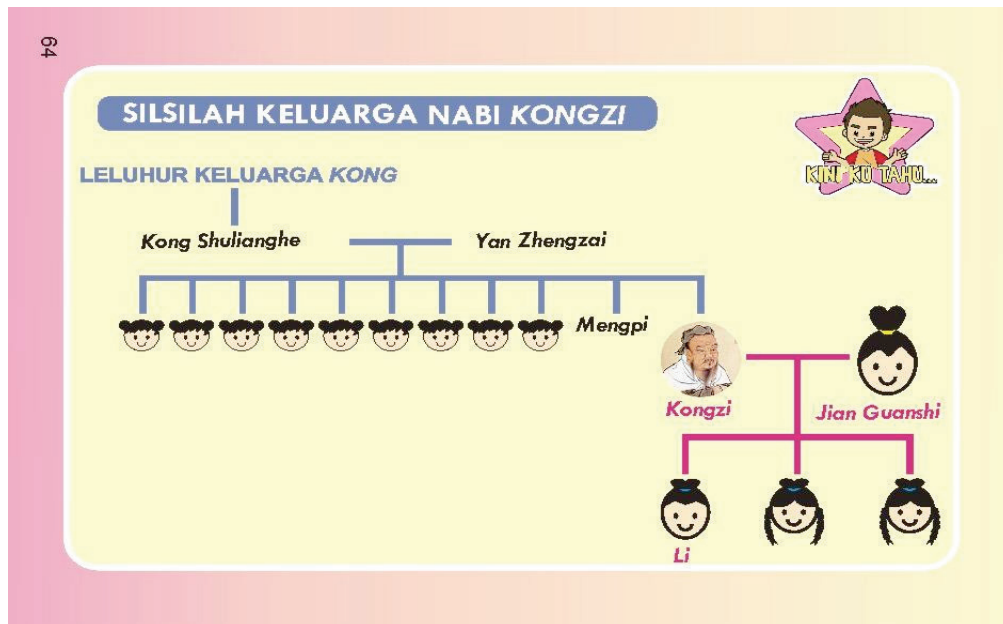 64
SILSILAH KELUARGA NABI KONGZI
KINI KU TAHU...
LELUHUR KELUARGA KONG
Kong Shulianghe Yan Zhengzai
Mengpi
Kongzi Jian Guanshi
Li